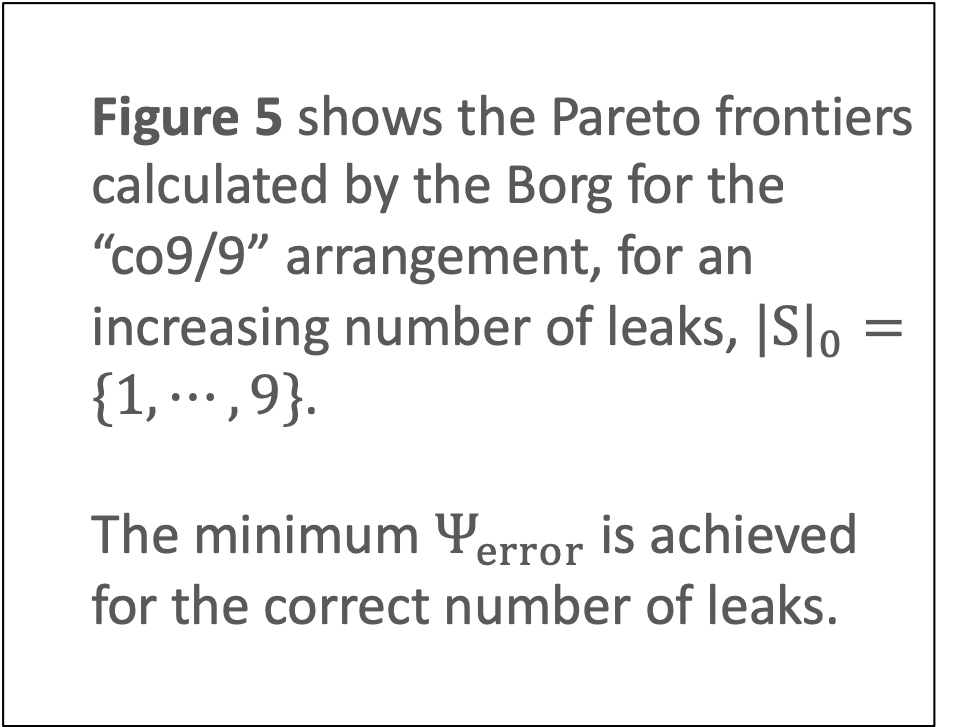 Figure 5 shows the Pareto frontiers
calculated by the Borg for the
“co9/9” arrangement, for an
increasing number of leaks, |S|₀ =
{1, ⋯ , 9}.
The minimum Ψ_error is achieved
for the correct number of leaks.